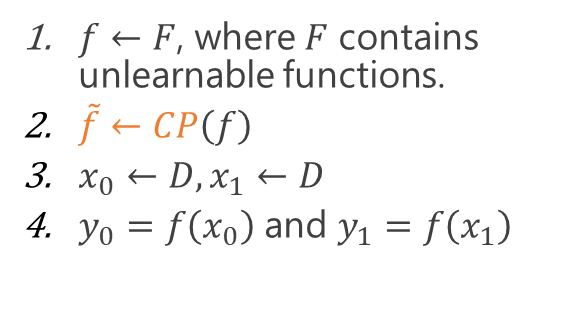 1. f ← F, where F contains
unlearnable functions.
2. f̃ ← CP(f)
3. x₀ ← D, x₁ ← D
4. y₀ = f(x₀) and y₁ = f(x₁)